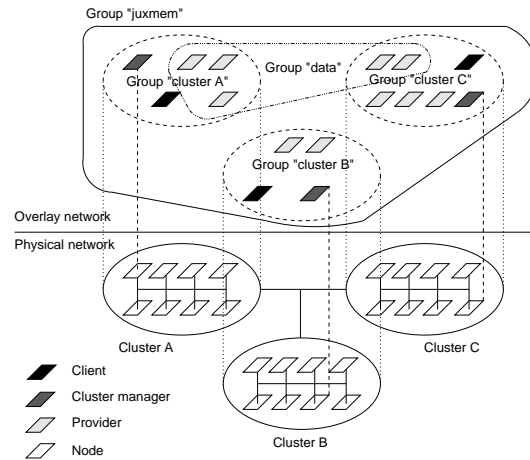 Group "juxmem"
Group "cluster A"
Group "data"
Group "cluster C"
Group "cluster B"
Overlay network
Physical network
Cluster A
Cluster C
Cluster B
Client
Cluster manager
Provider
Node